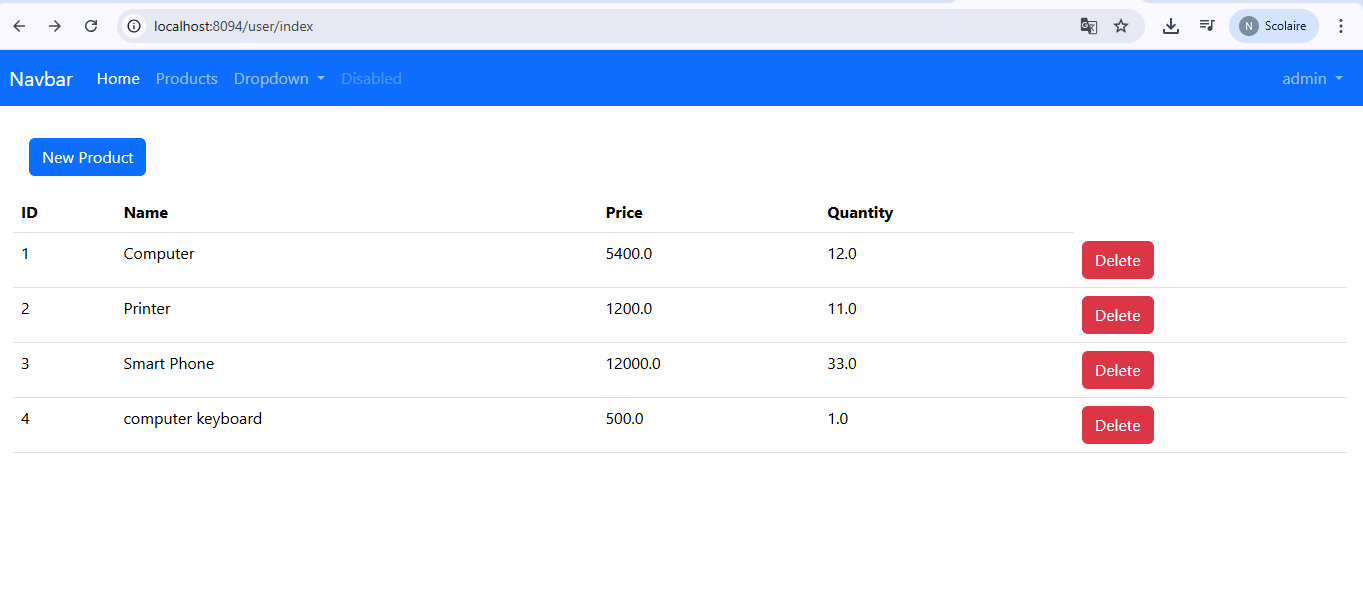 localhost:8094/user/index
N Scolaire
Navbar Home Products Dropdown Disabled admin
New Product
ID Name Price Quantity
1 Computer 5400.0 12.0 Delete
2 Printer 1200.0 11.0 Delete
3 Smart Phone 12000.0 33.0 Delete
4 computer keyboard 500.0 1.0 Delete